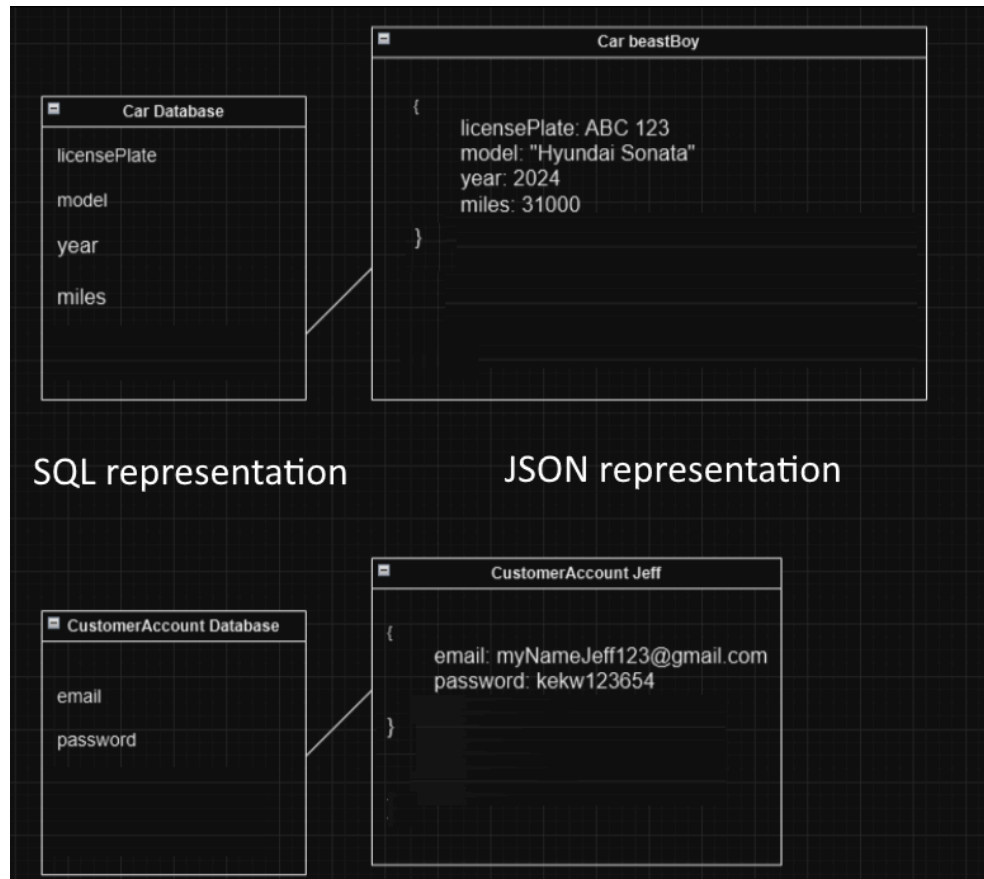 Car beastBoy
{
licensePlate: ABC 123
model: "Hyundai Sonata"
year: 2024
miles: 31000
}
Car Database
licensePlate
model
year
miles
SQL representation
JSON representation
CustomerAccount Jeff
{
email: myNameJeff123@gmail.com
password: kekw123654
}
CustomerAccount Database
email
password